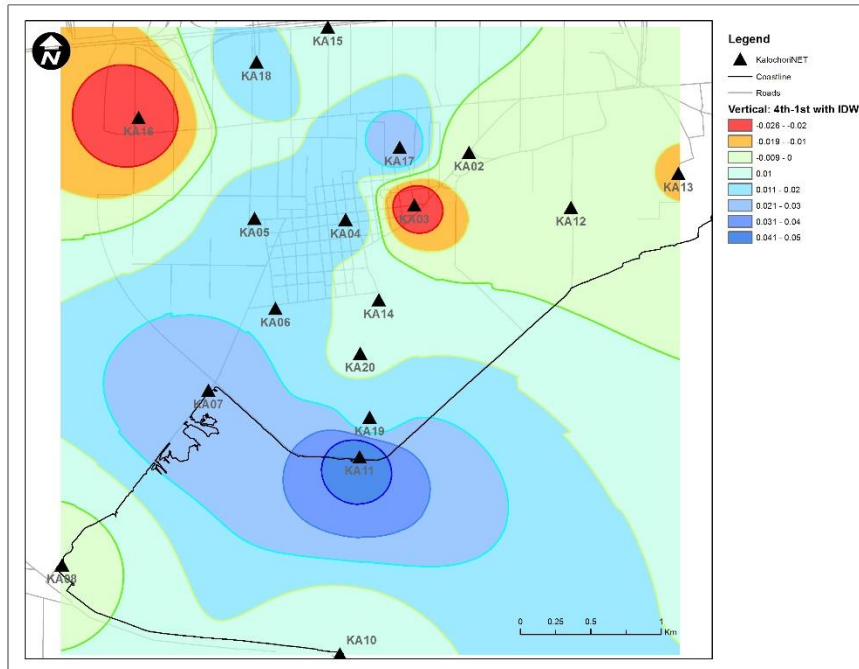 N
KA15
KA18
KA16
KA17
KA02
KA13
KA03
KA12
KA05
KA04
KA14
KA06
KA20
KA07
KA19
KA11
KA08
KA10
0 0.25 0.5 1
Km
Legend
KalochoriNET
Coastline
Roads
Vertical: 4th-1st with IDW
-0.026 - -0.02
-0.019 - -0.01
-0.009 - 0
0.01
0.011 - 0.02
0.021 - 0.03
0.031 - 0.04
0.041 - 0.05